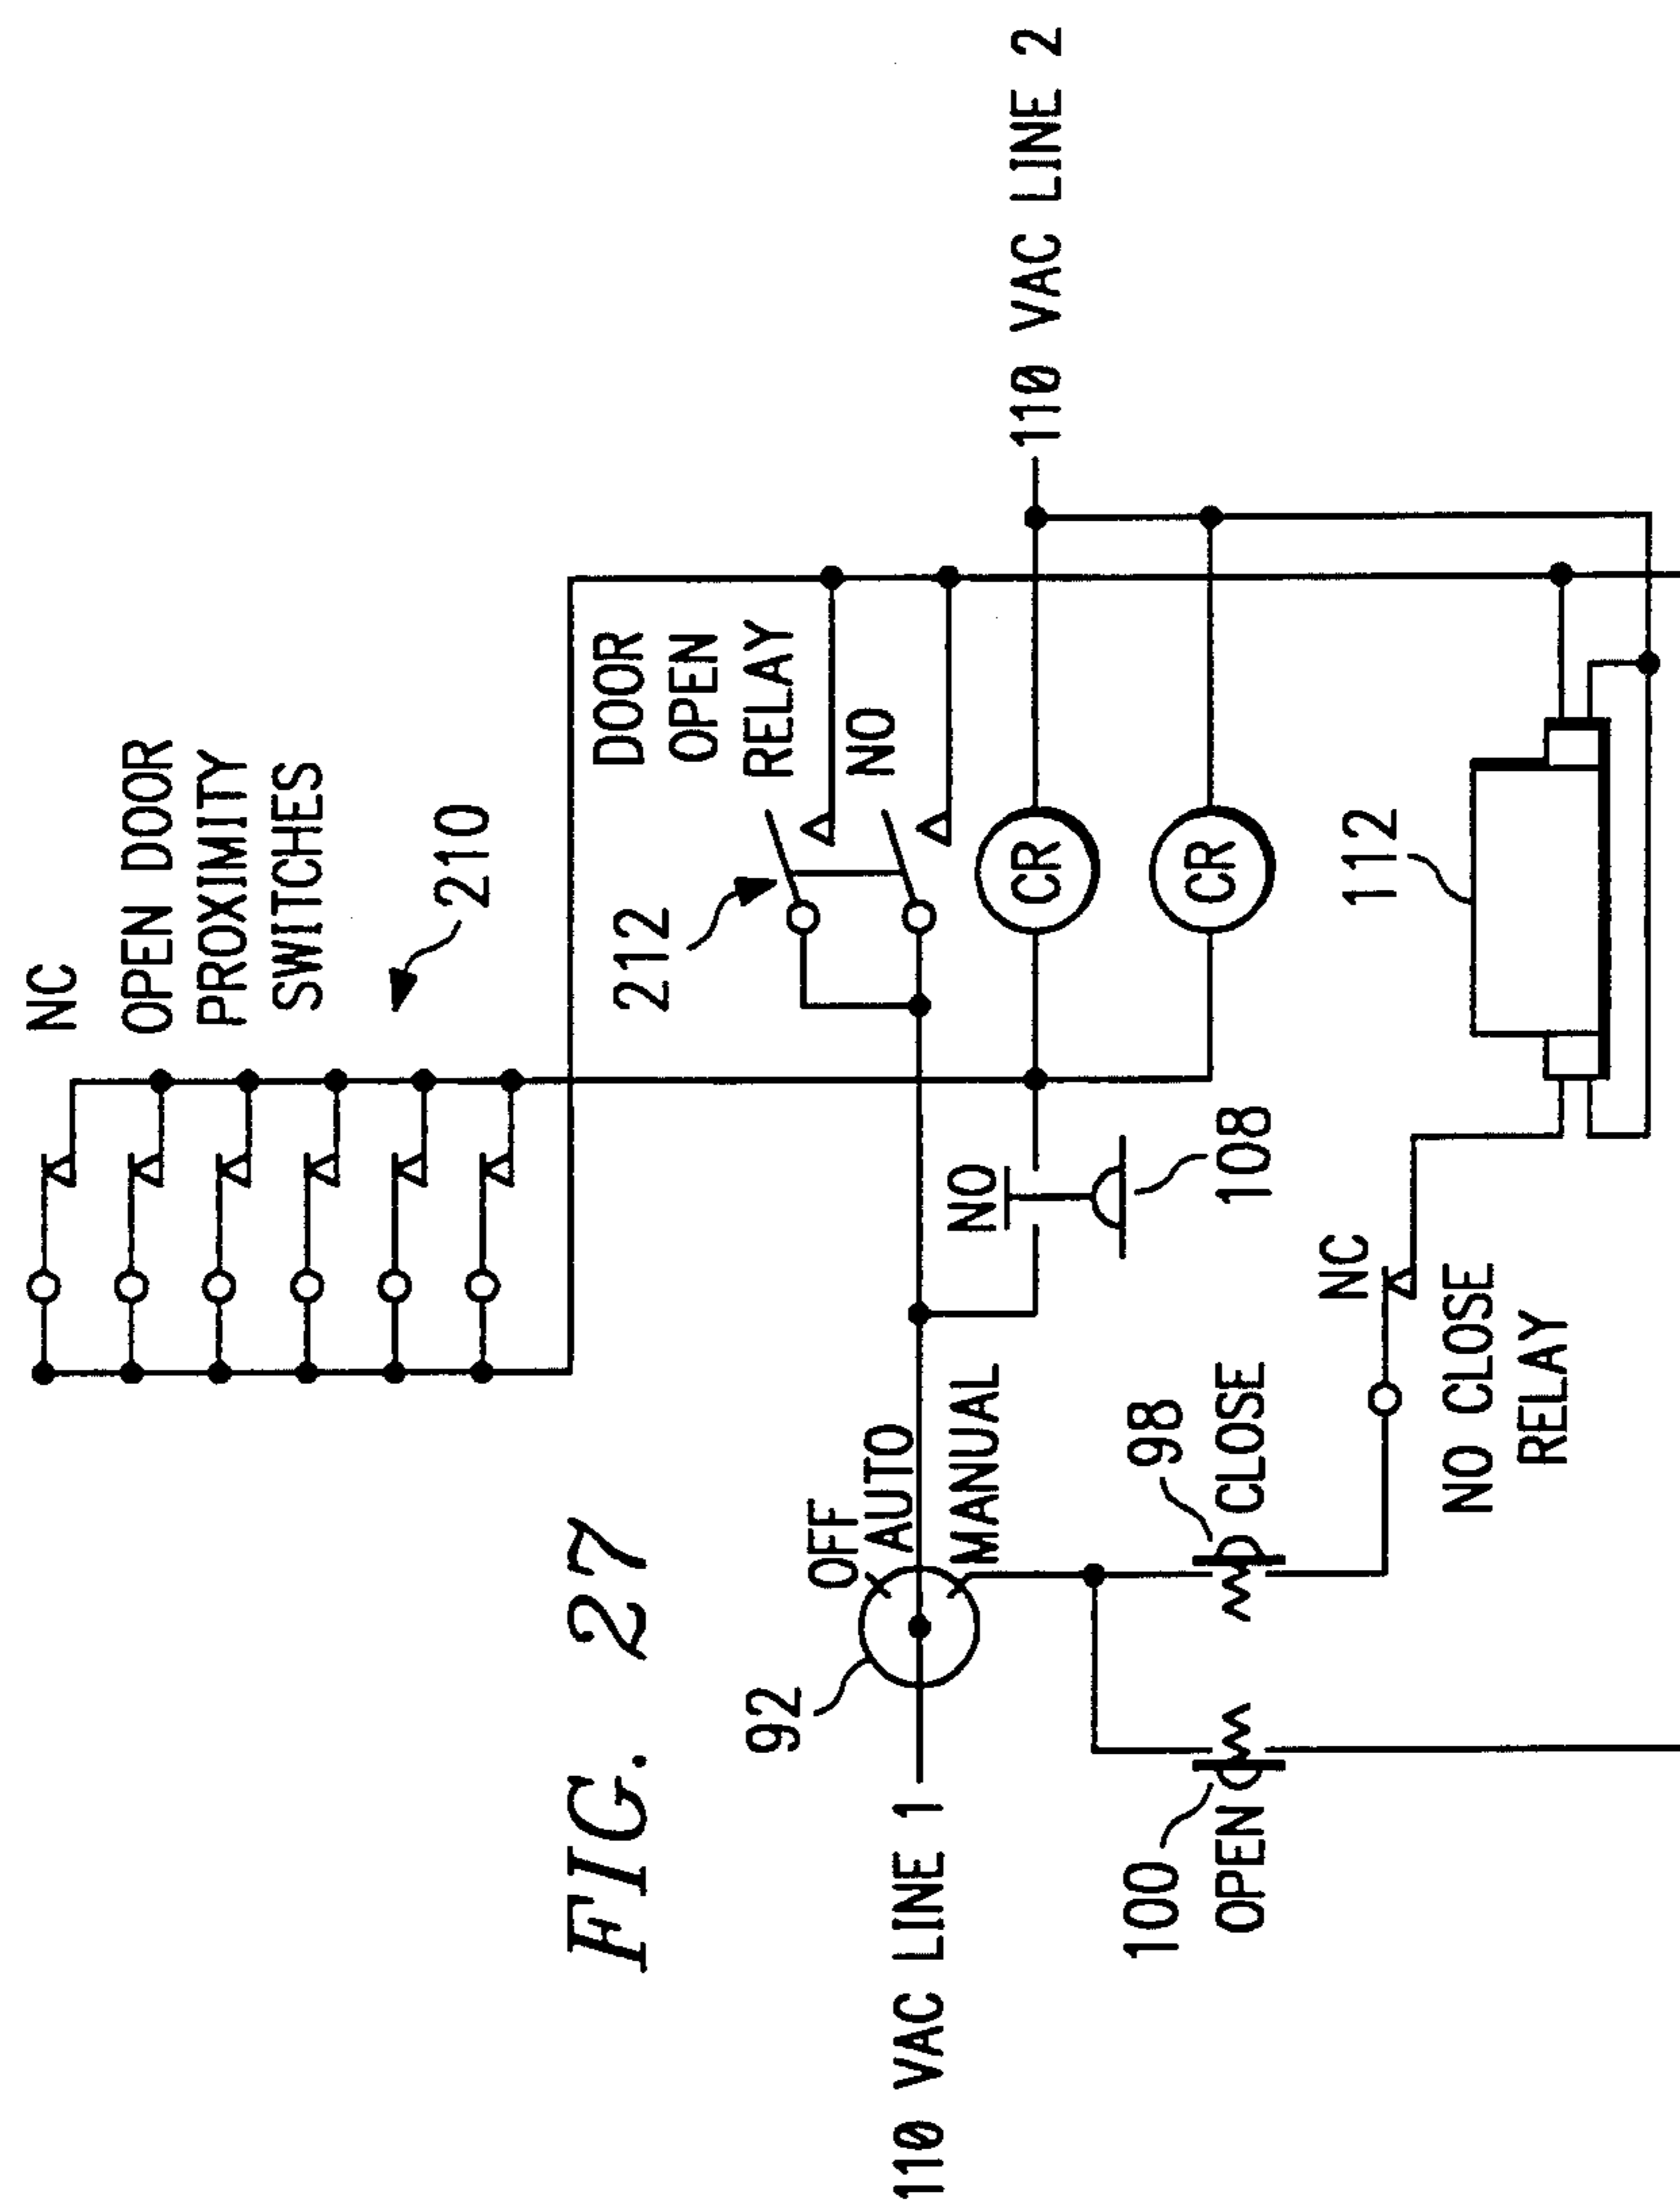 NC
OPEN DOOR
PROXIMITY
SWITCHES
210
FIG. 27
DOOR
OPEN
RELAY
212
NO
92
OFF
AUTO
MANUAL
110 VAC LINE 1
110 VAC LINE 2
NO
108
CR
CR
100
OPEN
98
CLOSE
NC
NO CLOSE
RELAY
112